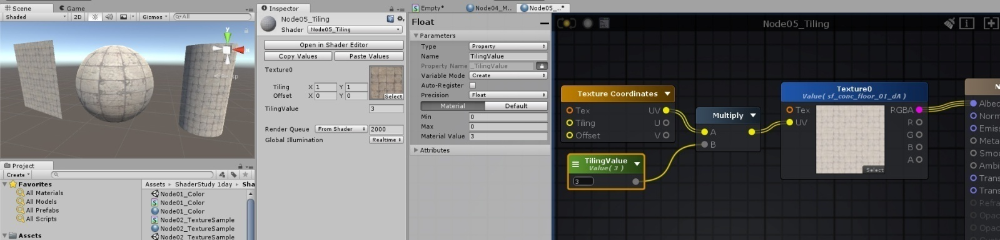 Scene
Game
Shaded
2D
Gizmos
All
y
x
Persp
Project
Create
Favorites
All Materials
All Models
All Prefabs
All Scripts
Assets
Assets ▸ ShaderStudy 1day ▸ Sha
Node01_Color
Node01_Color
Node01_Color
Node02_TextureSample
Node02_TextureSample
Node02_TextureSample
Inspector
Node05_Tiling
Shader Node05_Tiling
Open in Shader Editor
Copy Values Paste Values
Texture0
Tiling X 1 Y 1
Offset X 0 Y 0
Select
TilingValue 3
Render Queue From Shader 2000
Global Illumination Realtime
Empty*
Node04_M..
Node05_..*
Float
Parameters
Type Property
Name TilingValue
Property Name _TilingValue
Variable Mode Create
Auto-Register
Precision Float
Material Default
Min 0
Max 0
Material Value 3
Attributes
Node05_Tiling
Texture Coordinates
Tex UV
Tiling U
Offset V
TilingValue
Value( 3 )
3
Multiply
A
B
Texture0
Value( sf_conc_floor_01_dA )
Tex RGBA
UV R
G
B
A
Select
N
Albed
Norm
Emiss
Meta
Smoo
Ambi
Trans
Trans
Refra
Opac